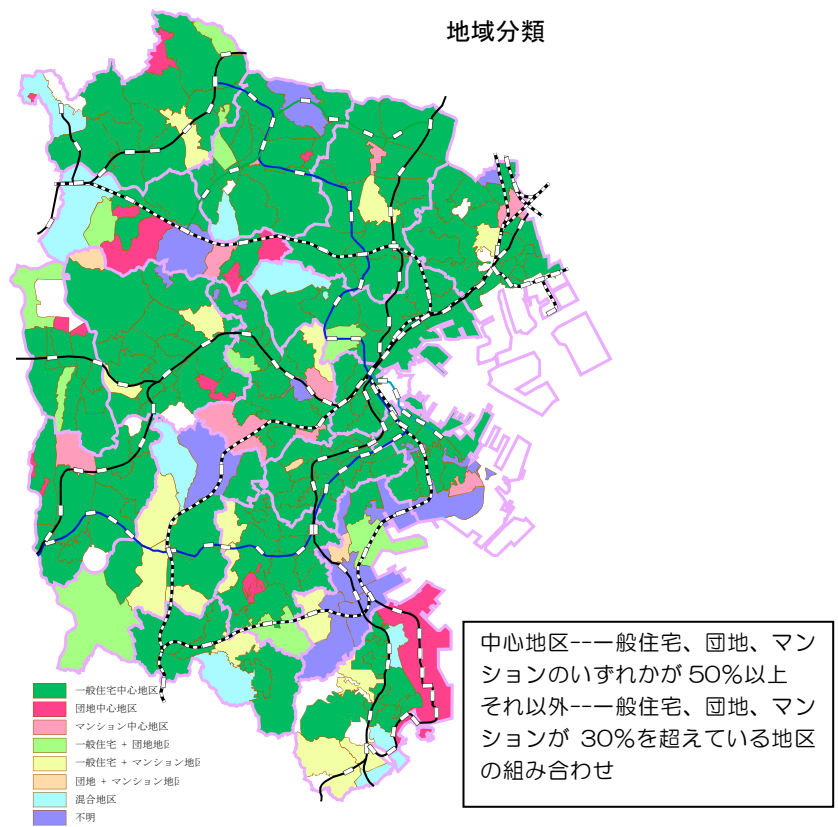 地域分類
中心地区--一般住宅、団地、マン
ションのいずれかが 50%以上
それ以外--一般住宅、団地、マン
ションが 30%を超えている地区
の組み合わせ
一般住宅中心地区
団地中心地区
マンション中心地区
一般住宅 + 団地地区
一般住宅 + マンション地区
団地 + マンション地区
混合地区
不明